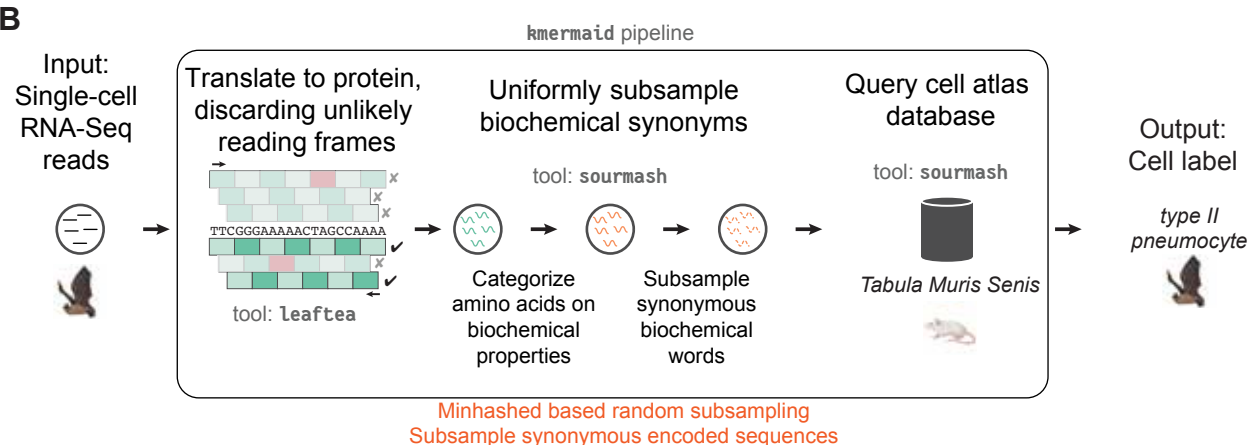 B
kmermaid pipeline
Input:
Single-cell
RNA-Seq
reads
Translate to protein,
discarding unlikely
reading frames
TTCGGGAAAAACTAGCCAAAA
tool: leaftea
Uniformly subsample
biochemical synonyms
tool: sourmash
Categorize
amino acids on
biochemical
properties
Subsample
synonymous
biochemical
words
Query cell atlas
database
tool: sourmash
Tabula Muris Senis
Output:
Cell label
type II
pneumocyte
Minhashed based random subsampling
Subsample synonymous encoded sequences